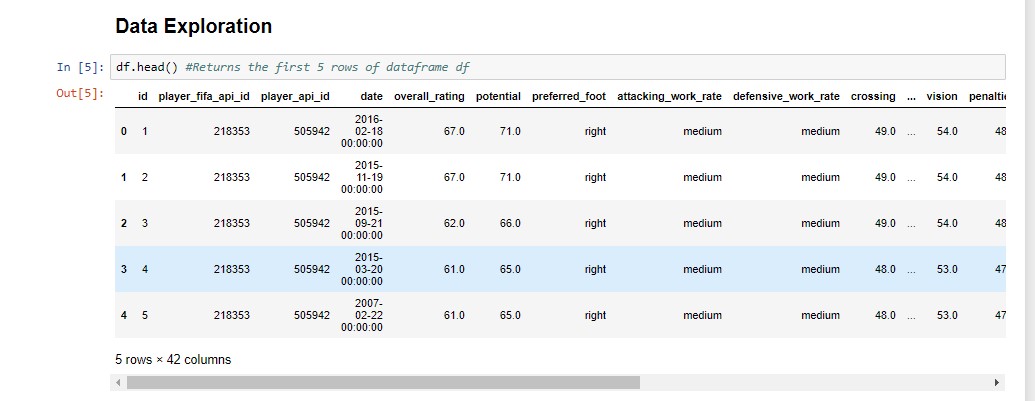 Data Exploration
In [5]: df.head() #Returns the first 5 rows of dataframe df
Out[5]:
id player_fifa_api_id player_api_id date overall_rating potential preferred_foot attacking_work_rate defensive_work_rate crossing ... vision penaltie
0 1 218353 505942 2016-02-18 00:00:00 67.0 71.0 right medium medium 49.0 ... 54.0 48
1 2 218353 505942 2015-11-19 00:00:00 67.0 71.0 right medium medium 49.0 ... 54.0 48
2 3 218353 505942 2015-09-21 00:00:00 62.0 66.0 right medium medium 49.0 ... 54.0 48
3 4 218353 505942 2015-03-20 00:00:00 61.0 65.0 right medium medium 48.0 ... 53.0 47
4 5 218353 505942 2007-02-22 00:00:00 61.0 65.0 right medium medium 48.0 ... 53.0 47
5 rows × 42 columns